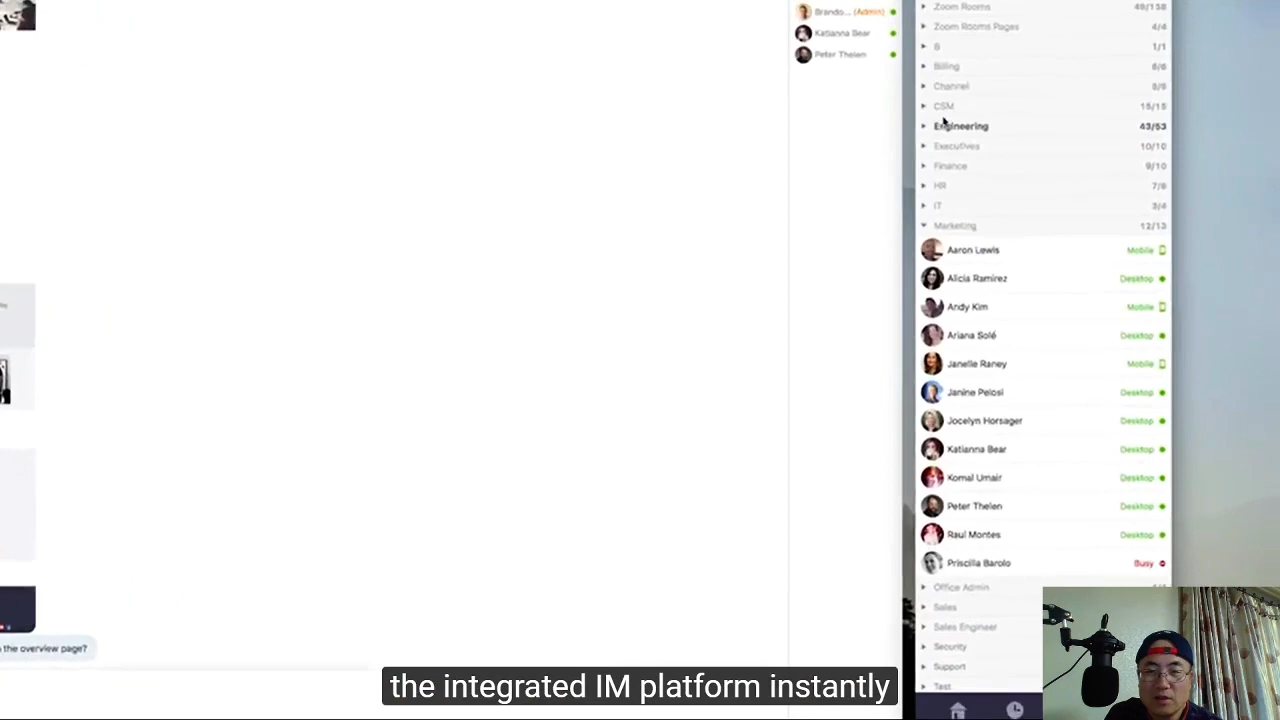 Brando... (Admin)
Katianna Bear
Peter Theien
Zoom Rooms 49/158
Zoom Rooms Pages 4/4
1/1
Billing 6/6
Channel
CSM 15/15
Engineering 43/53
Executives 10/10
Finance 9/10
HR
IT 3/4
Marketing 12/13
Aaron Lewis Mobile
Alicia Ramirez Desktop
Andy Kim Mobile
Ariana Solé Desktop
Janelle Raney Mobile
Janine Pelosi Desktop
Jocelyn Horsager Desktop
Katianna Bear Desktop
Komal Umair Desktop
Peter Theien Desktop
Raul Montes Desktop
Priscilla Barolo Busy
Office Admin
Sales
Sales Engineer
Security
Support
Test
the overview page?
the integrated IM platform instantly